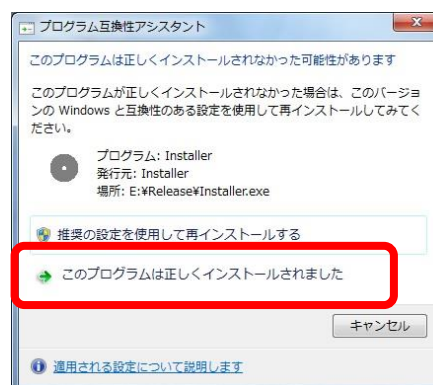 プログラム互換性アシスタント
このプログラムは正しくインストールされなかった可能性があります
このプログラムが正しくインストールされなかった場合は、このバージョ
ンの Windows と互換性のある設定を使用して再インストールしてみてく
ださい。
プログラム: Installer
発行元: Installer
場所: E:¥Release¥Installer.exe
推奨の設定を使用して再インストールする
このプログラムは正しくインストールされました
キャンセル
適用される設定について説明します